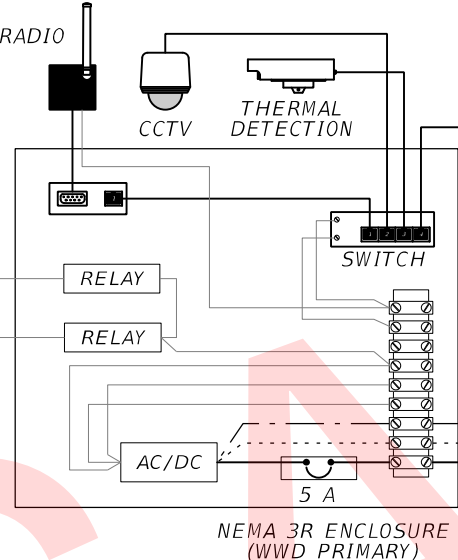 RADIO
CCTV
THERMAL
DETECTION
SWITCH
RELAY
RELAY
AC/DC
5 A
NEMA 3R ENCLOSURE
(WWD PRIMARY)